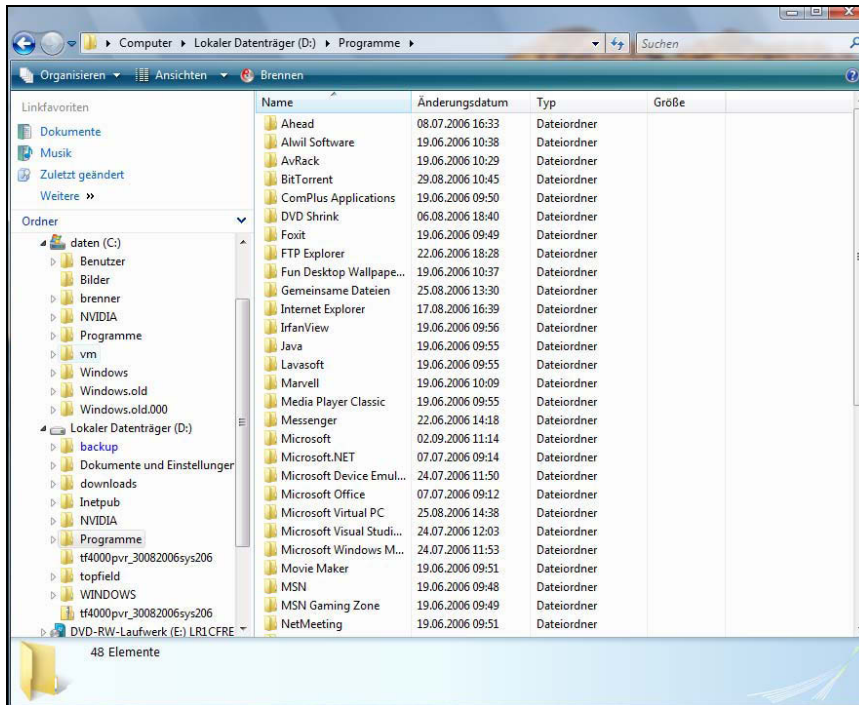 Computer Lokaler Datenträger (D:) Programme Suchen
Organisieren Ansichten Brennen
Linkfavoriten
Dokumente
Musik
Zuletzt geändert
Weitere »
Ordner
daten (C:)
Benutzer
Bilder
brenner
NVIDIA
Programme
vm
Windows
Windows.old
Windows.old.000
Lokaler Datenträger (D:)
backup
Dokumente und Einstellunger
downloads
Inetpub
NVIDIA
Programme
tf4000pvr_30082006sys206
topfield
WINDOWS
tf4000pvr_30082006sys206
DVD-RW-Laufwerk (E:) LR1CFRE
Name Änderungsdatum Typ Größe
Ahead 08.07.2006 16:33 Dateiordner
Alwil Software 19.06.2006 10:38 Dateiordner
AvRack 19.06.2006 10:29 Dateiordner
BitTorrent 29.08.2006 10:45 Dateiordner
ComPlus Applications 19.06.2006 09:50 Dateiordner
DVD Shrink 06.08.2006 18:40 Dateiordner
Foxit 19.06.2006 09:49 Dateiordner
FTP Explorer 22.06.2006 18:28 Dateiordner
Fun Desktop Wallpape... 19.06.2006 10:37 Dateiordner
Gemeinsame Dateien 25.08.2006 13:30 Dateiordner
Internet Explorer 17.08.2006 16:39 Dateiordner
IrfanView 19.06.2006 09:56 Dateiordner
Java 19.06.2006 09:55 Dateiordner
Lavasoft 19.06.2006 09:55 Dateiordner
Marvell 19.06.2006 10:09 Dateiordner
Media Player Classic 19.06.2006 09:55 Dateiordner
Messenger 22.06.2006 14:18 Dateiordner
Microsoft 02.09.2006 11:14 Dateiordner
Microsoft.NET 07.07.2006 09:14 Dateiordner
Microsoft Device Emul... 24.07.2006 11:50 Dateiordner
Microsoft Office 07.07.2006 09:12 Dateiordner
Microsoft Virtual PC 25.08.2006 14:38 Dateiordner
Microsoft Visual Studi... 24.07.2006 12:03 Dateiordner
Microsoft Windows M... 24.07.2006 11:53 Dateiordner
Movie Maker 19.06.2006 09:51 Dateiordner
MSN 19.06.2006 09:48 Dateiordner
MSN Gaming Zone 19.06.2006 09:49 Dateiordner
NetMeeting 19.06.2006 09:51 Dateiordner
48 Elemente